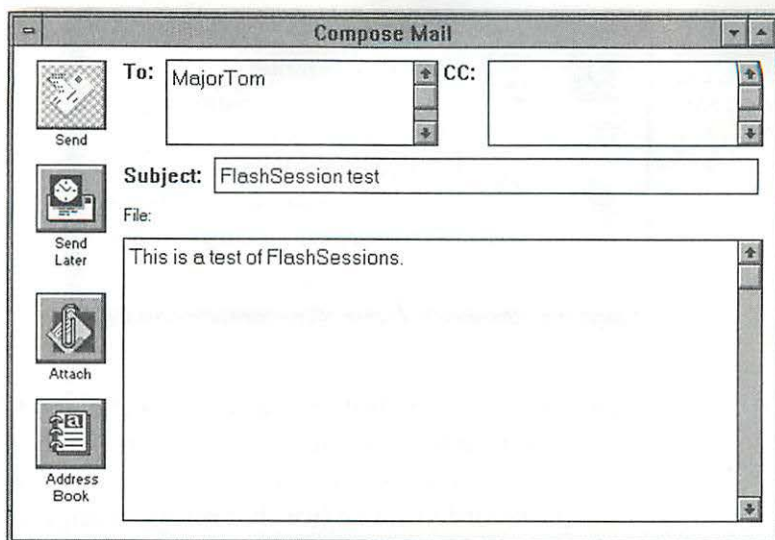 Compose Mail
To: MajorTom
CC:
Send
Subject: FlashSession test
File:
Send
Later
This is a test of FlashSessions.
Attach
Address
Book